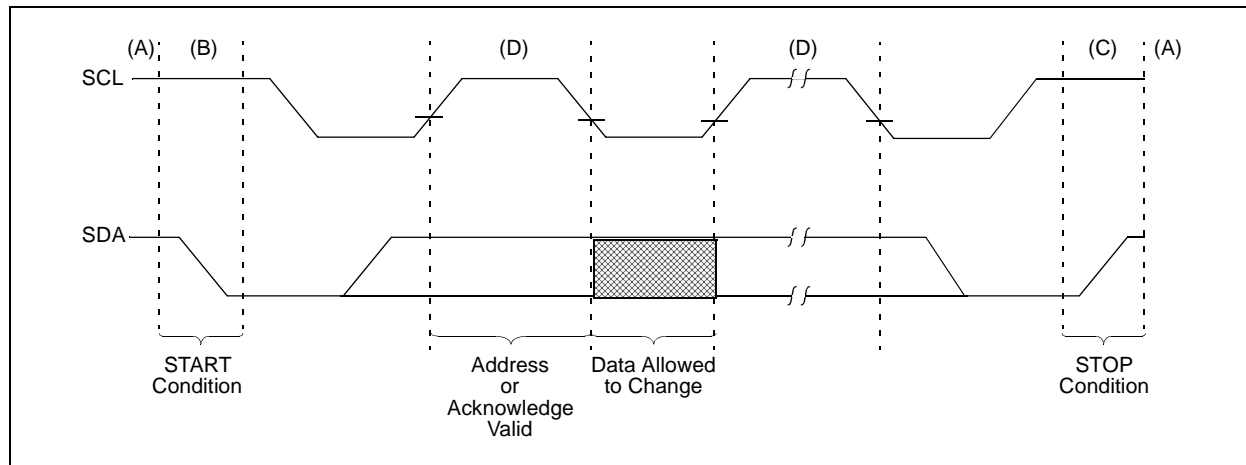 (A) (B) (D) (D) (C) (A)
SCL
SDA
START
Condition
Address
or
Acknowledge
Valid
Data Allowed
to Change
STOP
Condition